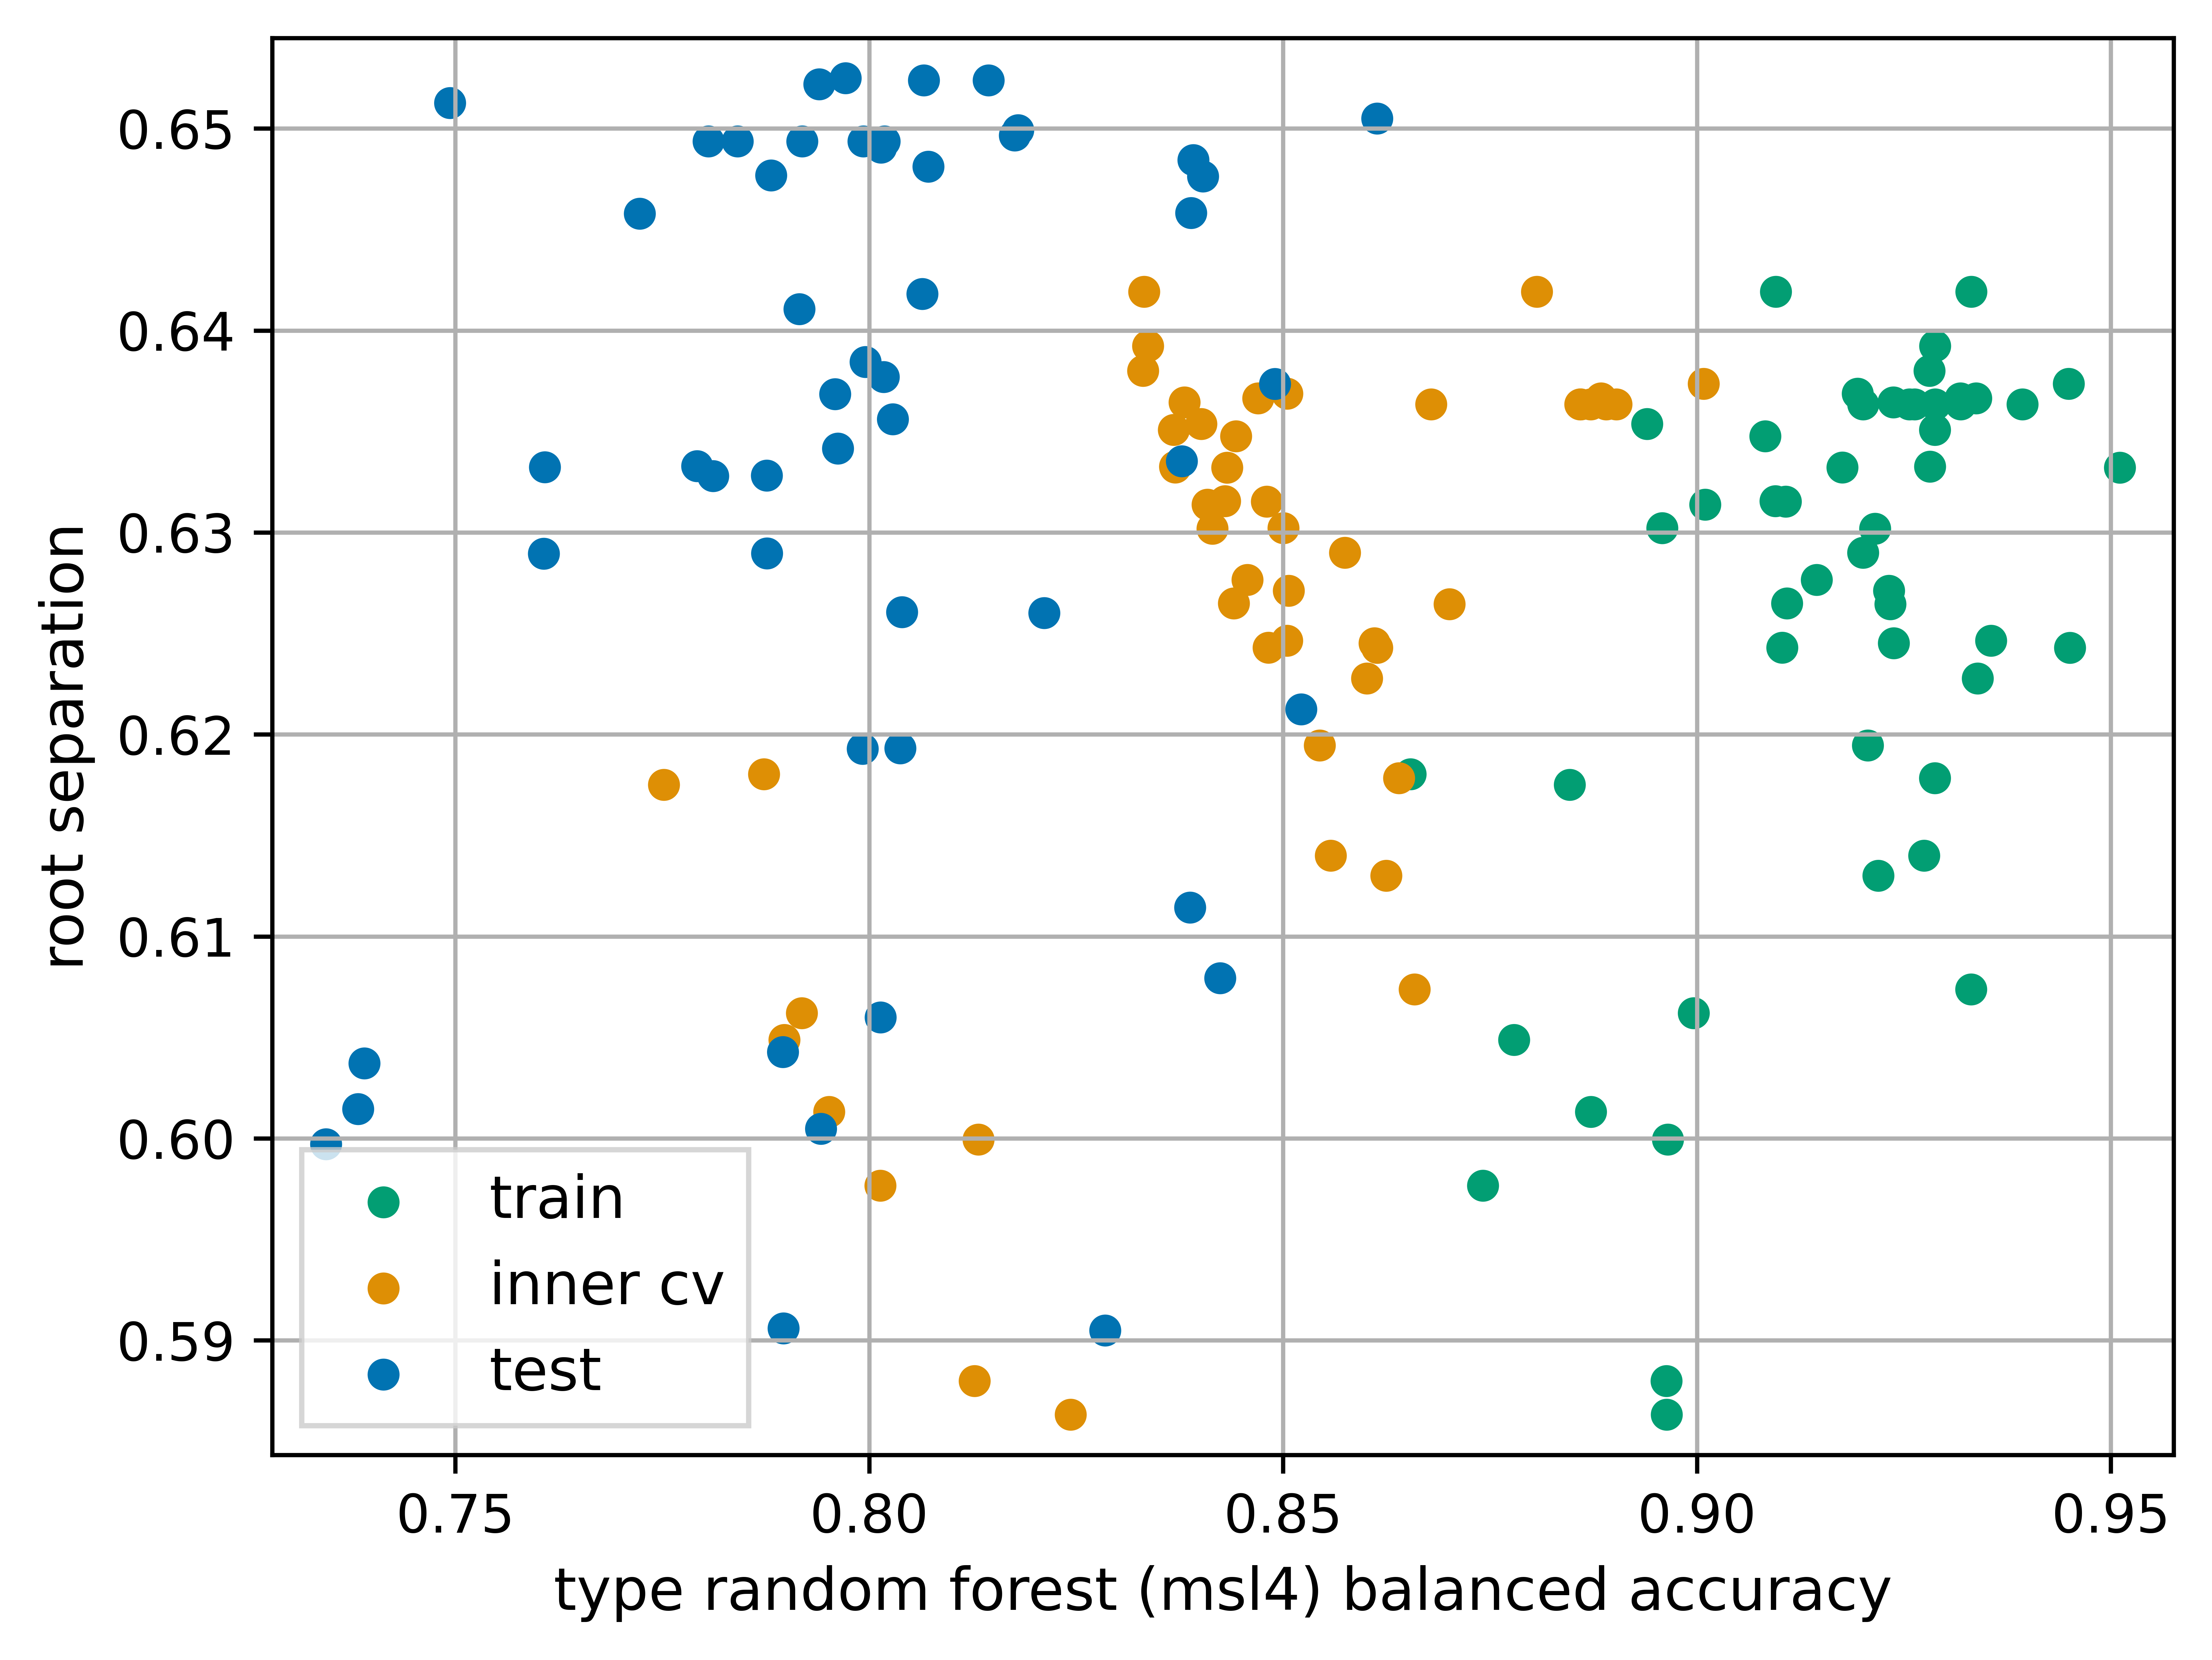 root separation
0.65
0.64
0.63
0.62
0.61
0.60
0.59
train
inner cv
test
0.75 0.80 0.85 0.90 0.95
type random forest (msl4) balanced accuracy